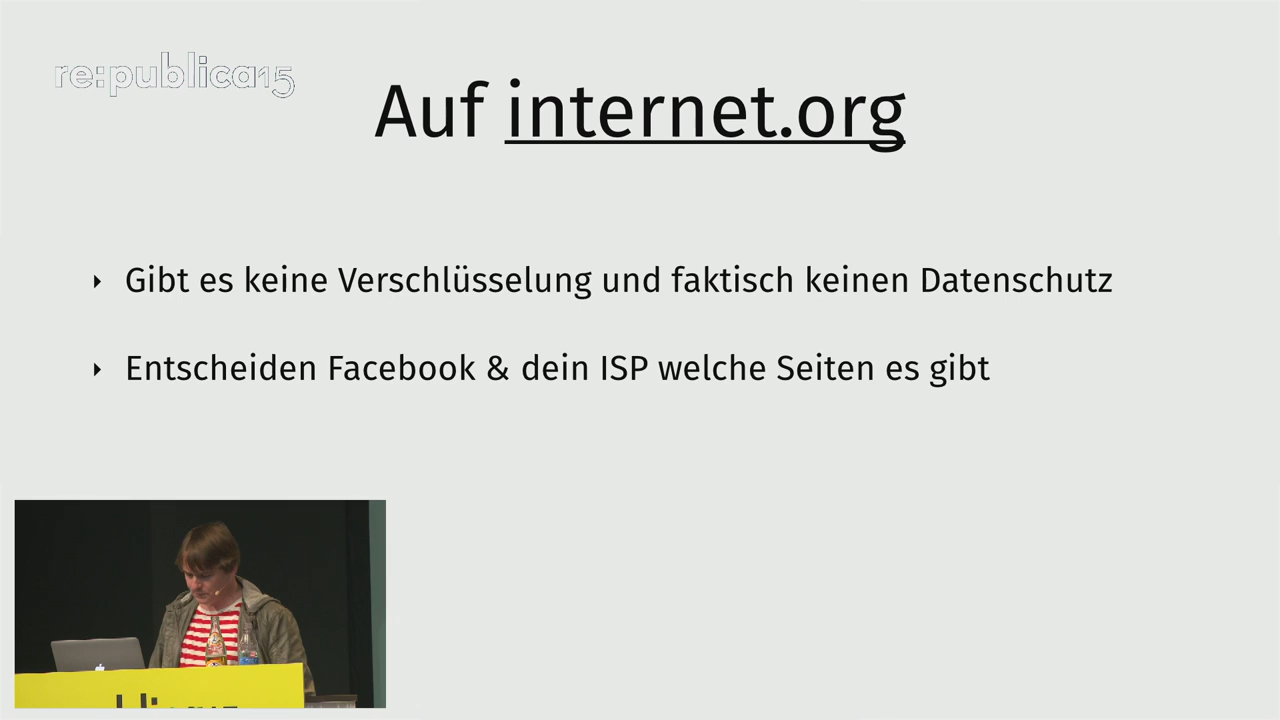 re:publica15
Auf internet.org
Gibt es keine Verschlüsselung und faktisch keinen Datenschutz
Entscheiden Facebook & dein ISP welche Seiten es gibt